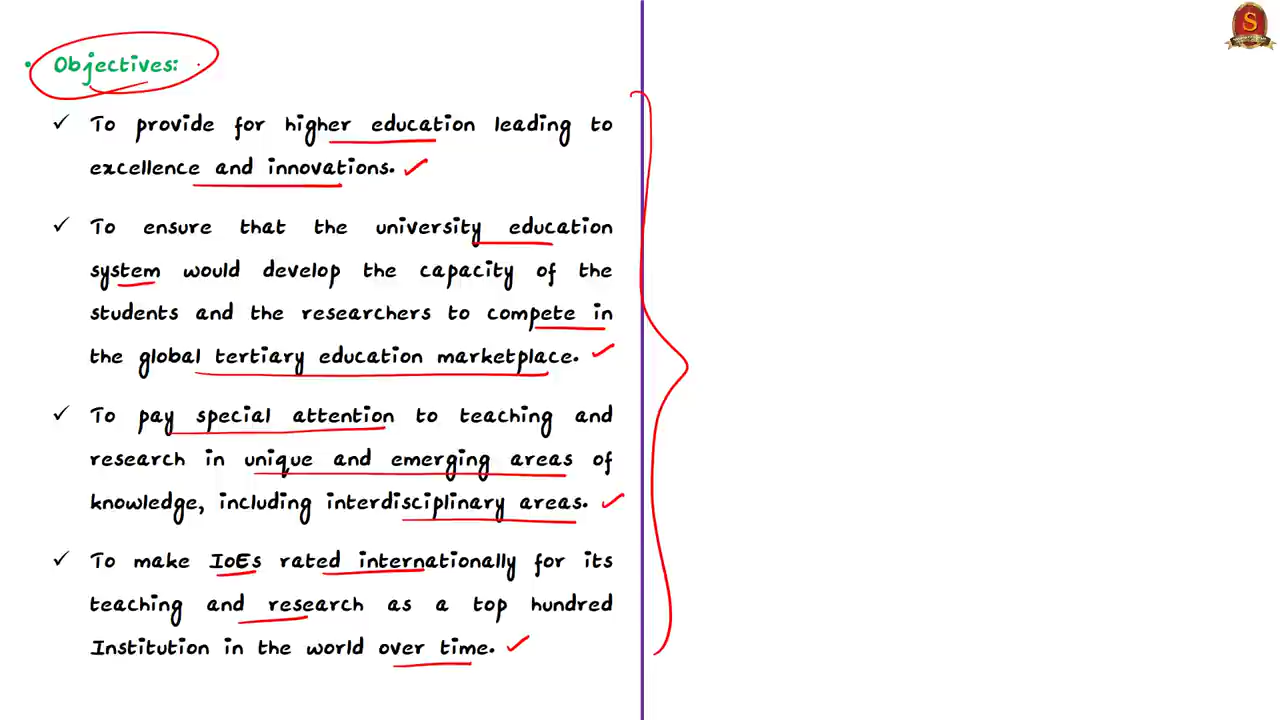 • Objectives:
✓ To provide for higher education leading to
excellence and innovations.
✓ To ensure that the university education
system would develop the capacity of the
students and the researchers to compete in
the global tertiary education marketplace.
✓ To pay special attention to teaching and
research in unique and emerging areas of
knowledge, including interdisciplinary areas.
✓ To make IoEs rated internationally for its
teaching and research as a top hundred
Institution in the world over time.
S